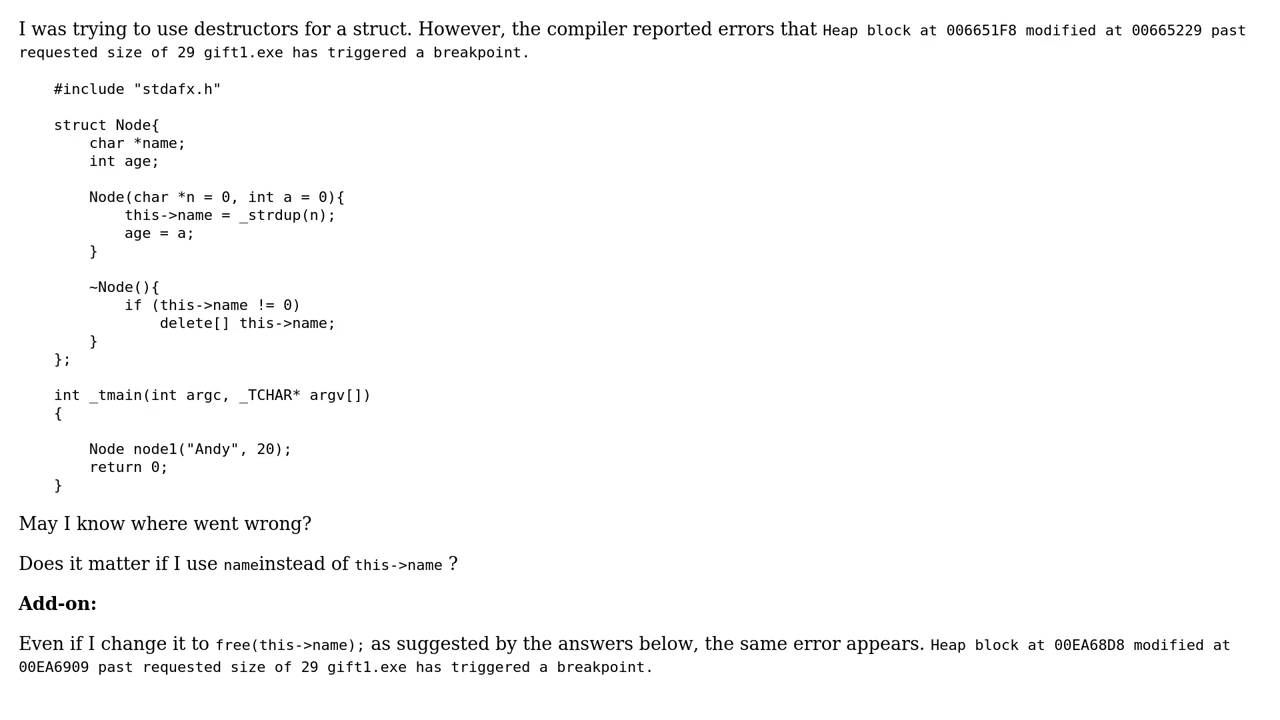 I was trying to use destructors for a struct. However, the compiler reported errors that Heap block at 006651F8 modified at 00665229 past
requested size of 29 gift1.exe has triggered a breakpoint.
#include "stdafx.h"
struct Node{
char *name;
int age;
Node(char *n = 0, int a = 0){
this->name = _strdup(n);
age = a;
}
~Node(){
if (this->name != 0)
delete[] this->name;
}
};
int _tmain(int argc, _TCHAR* argv[])
{
Node node1("Andy", 20);
return 0;
}
May I know where went wrong?
Does it matter if I use nameinstead of this->name ?
Add-on:
Even if I change it to free(this->name); as suggested by the answers below, the same error appears. Heap block at 00EA68D8 modified at
00EA6909 past requested size of 29 gift1.exe has triggered a breakpoint.